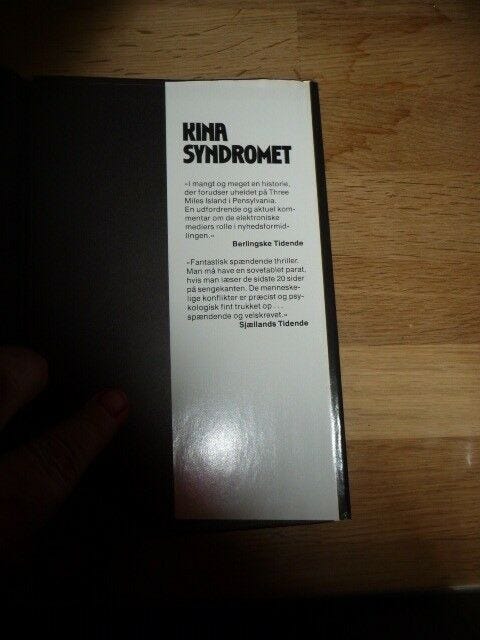 KINA
SYNDROMET
»I mangt og meget en historie,
der forudser uheldet på Three
Miles Island i Pensylvania.
En udfordrende og aktuel kom-
mentar om de elektroniske
mediers rolle i nyhedsformid-
lingen.«
Berlingske Tidende
»Fantastisk spændende thriller.
Man må have en sovetablet parat,
hvis man læser de sidste 20 sider
på sengekanten. De menneske-
lige konflikter er præcist og psy-
kologisk fint trukket op ...
spændende og velskrevet.«
Sjællands Tidende